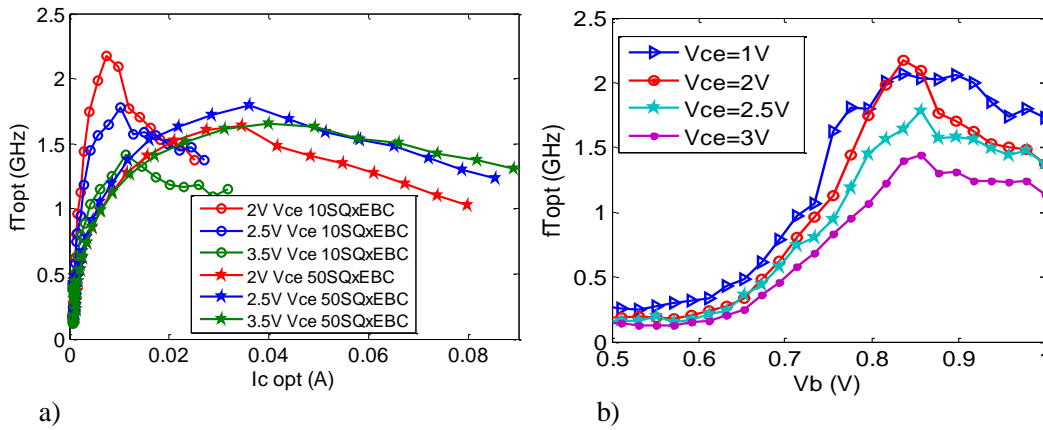 2.5
2
1.5
1
0.5
0
fTopt (GHz)
0
0.02
0.04
0.06
0.08
Ic opt (A)
2V Vce 10SQxEBC
2.5V Vce 10SQxEBC
3.5V Vce 10SQxEBC
2V Vce 50SQxEBC
2.5V Vce 50SQxEBC
3.5V Vce 50SQxEBC
a)
2.5
2
1.5
1
0.5
0
fTopt (GHz)
0.5
0.6
0.7
0.8
0.9
1
Vb (V)
Vce=1V
Vce=2V
Vce=2.5V
Vce=3V
b)